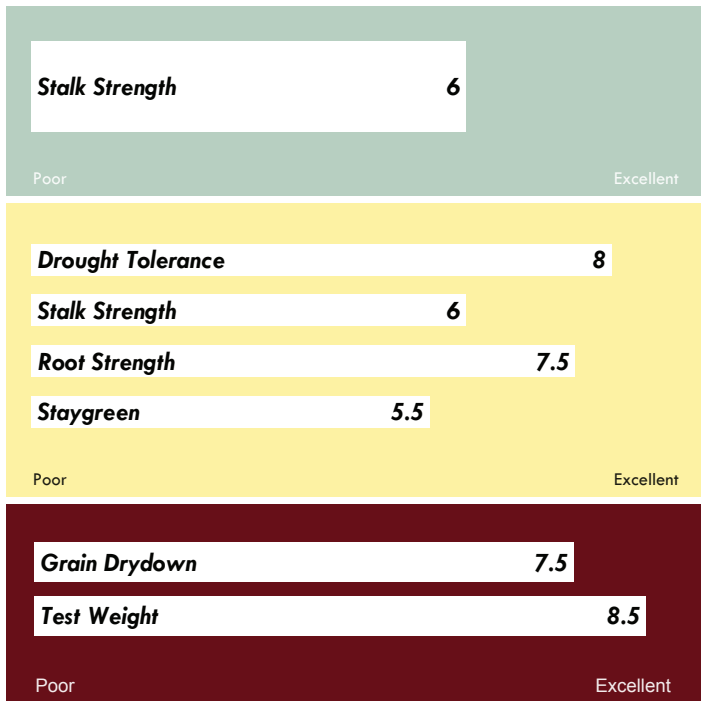 Stalk Strength 6
Poor Excellent
Drought Tolerance 8
Stalk Strength 6
Root Strength 7.5
Staygreen 5.5
Poor Excellent
Grain Drydown 7.5
Test Weight 8.5
Poor Excellent